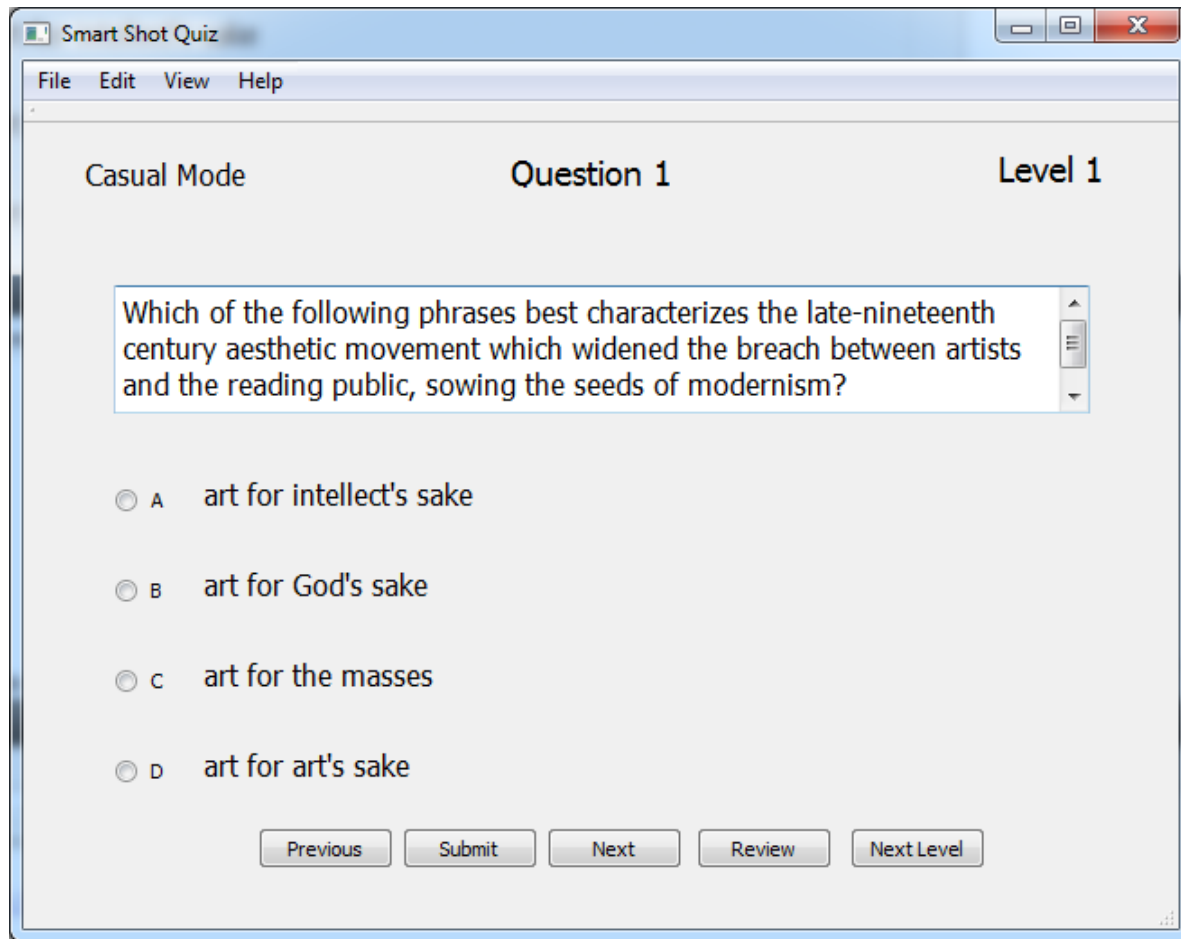 Smart Shot Quiz
File Edit View Help
Casual Mode Question 1 Level 1
Which of the following phrases best characterizes the late-nineteenth
century aesthetic movement which widened the breach between artists
and the reading public, sowing the seeds of modernism?
A art for intellect's sake
B art for God's sake
C art for the masses
D art for art's sake
Previous Submit Next Review Next Level